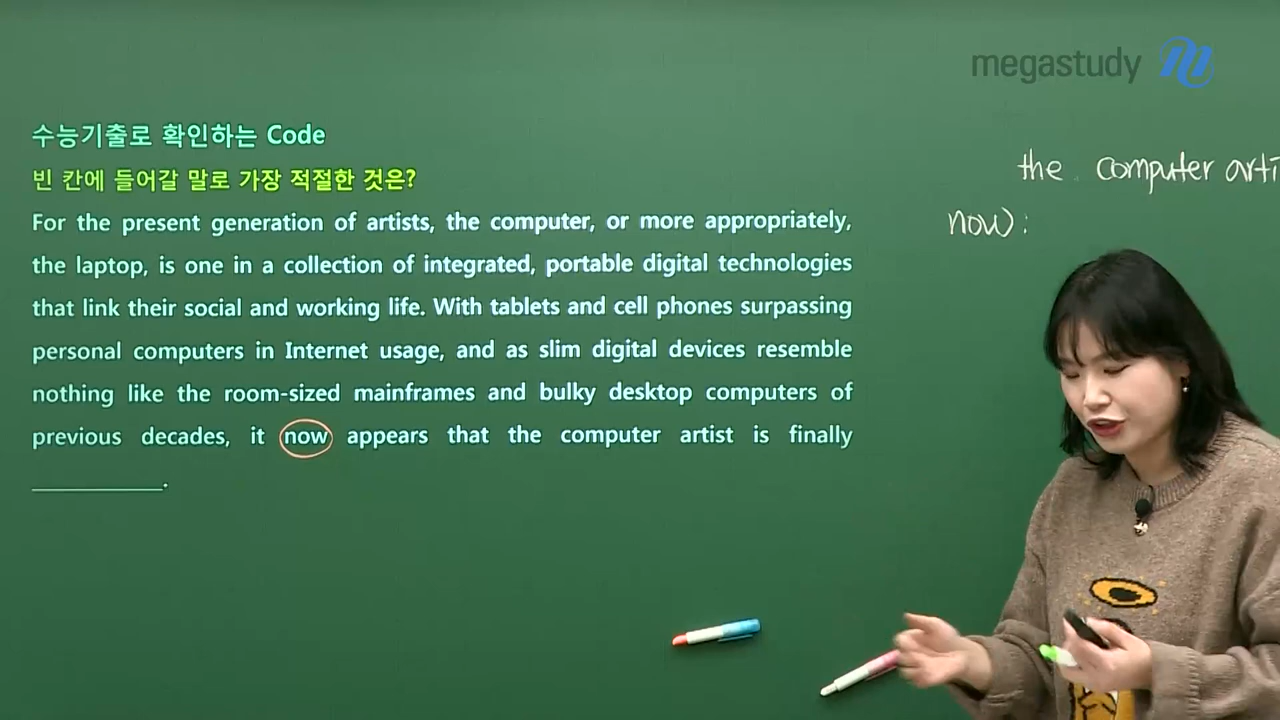 megastudy
수능기출로 확인하는 Code
빈 칸에 들어갈 말로 가장 적절한 것은?
For the present generation of artists, the computer, or more appropriately,
the laptop, is one in a collection of integrated, portable digital technologies
that link their social and working life. With tablets and cell phones surpassing
personal computers in Internet usage, and as slim digital devices resemble
nothing like the room-sized mainframes and bulky desktop computers of
previous decades, it now appears that the computer artist is finally
____________.
the computer arti
now: